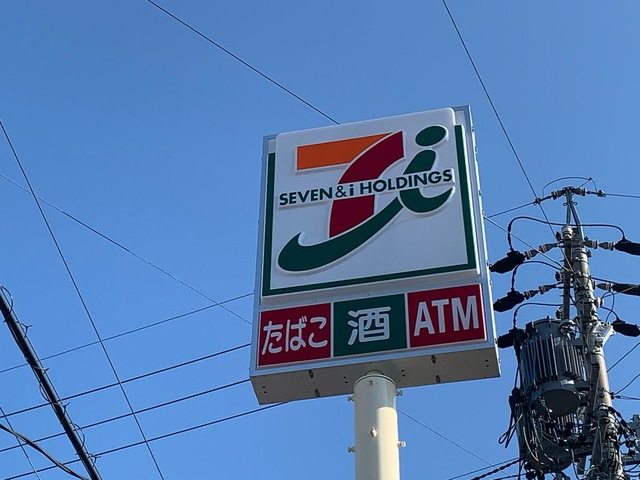 SEVEN & i HOLDINGS
たばこ 酒 ATM